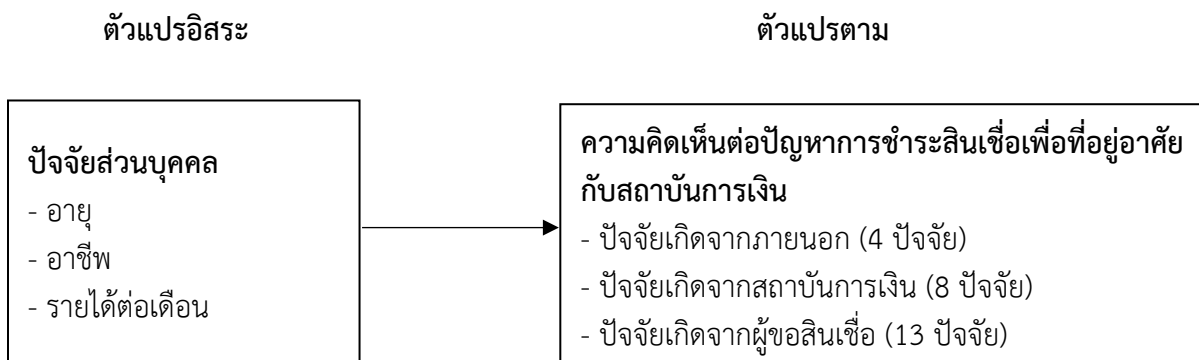 ตัวแปรอิสระ
ตัวแปรตาม
ปัจจัยส่วนบุคคล
- อายุ
- อาชีพ
- รายได้ต่อเดือน
ความคิดเห็นต่อปัญหาการชำระสินเชื่อเพื่อที่อยู่อาศัย
กับสถาบันการเงิน
- ปัจจัยเกิดจากภายนอก (4 ปัจจัย)
- ปัจจัยเกิดจากสถาบันการเงิน (8 ปัจจัย)
- ปัจจัยเกิดจากผู้ขอสินเชื่อ (13 ปัจจัย)